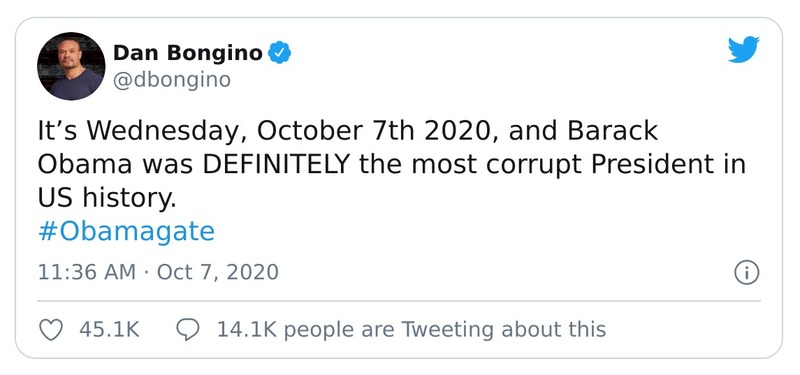 Dan Bongino
@dbongino
It’s Wednesday, October 7th 2020, and Barack
Obama was DEFINITELY the most corrupt President in
US history.
#Obamagate
11:36 AM · Oct 7, 2020
45.1K 14.1K people are Tweeting about this